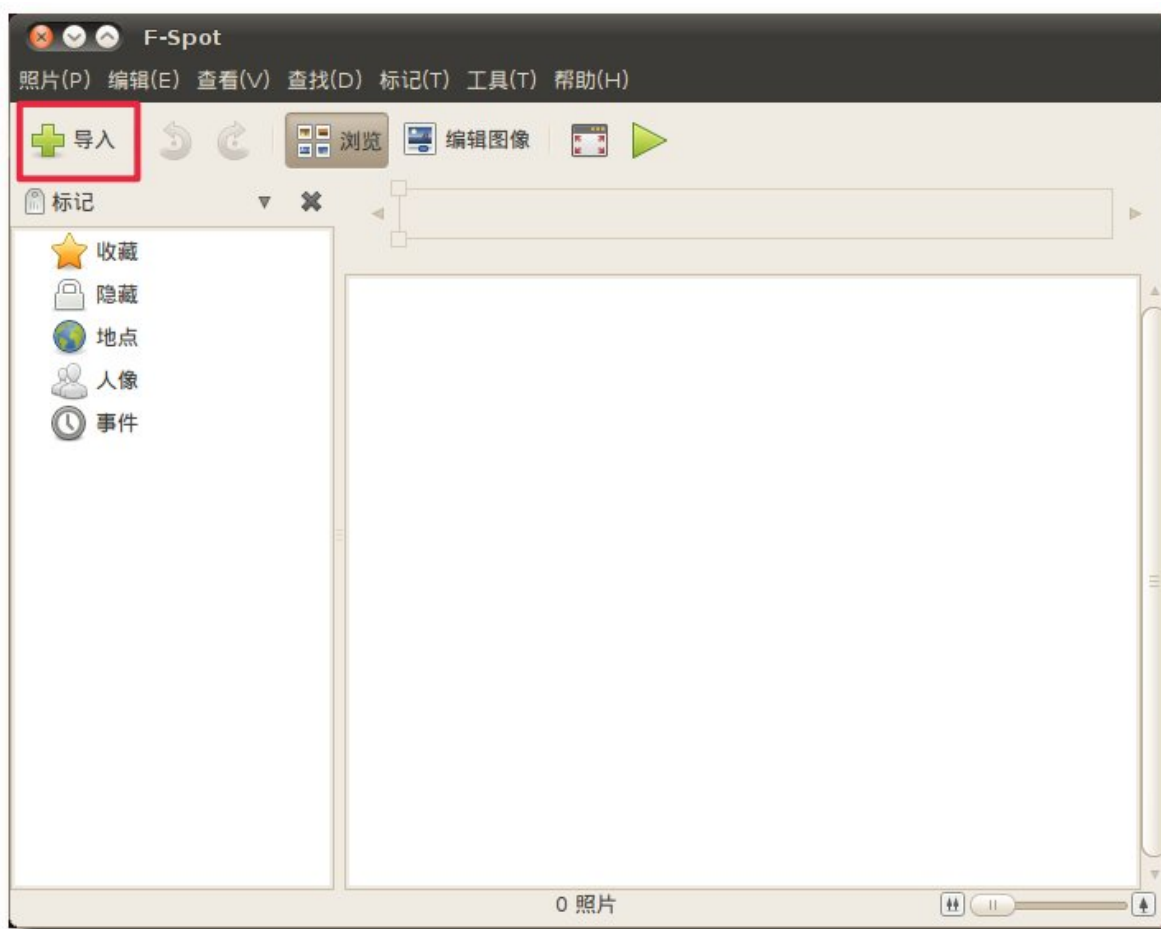 F-Spot
照片(P) 编辑(E) 查看(V) 查找(D) 标记(T) 工具(T) 帮助(H)
导入 浏览 编辑图像
标记
收藏
隐藏
地点
人像
事件
0 照片